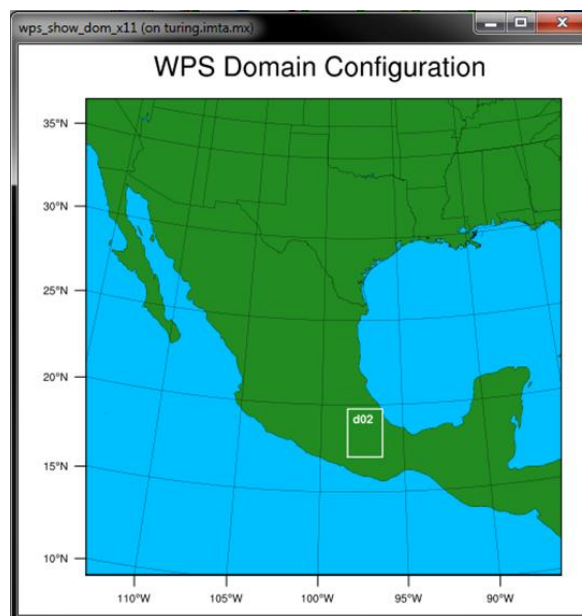 wps_show_dom_x11 (on turing.imta.mx)
WPS Domain Configuration
35°N
30°N
25°N
20°N
d02
15°N
10°N
110°W 105°W 100°W 95°W 90°W